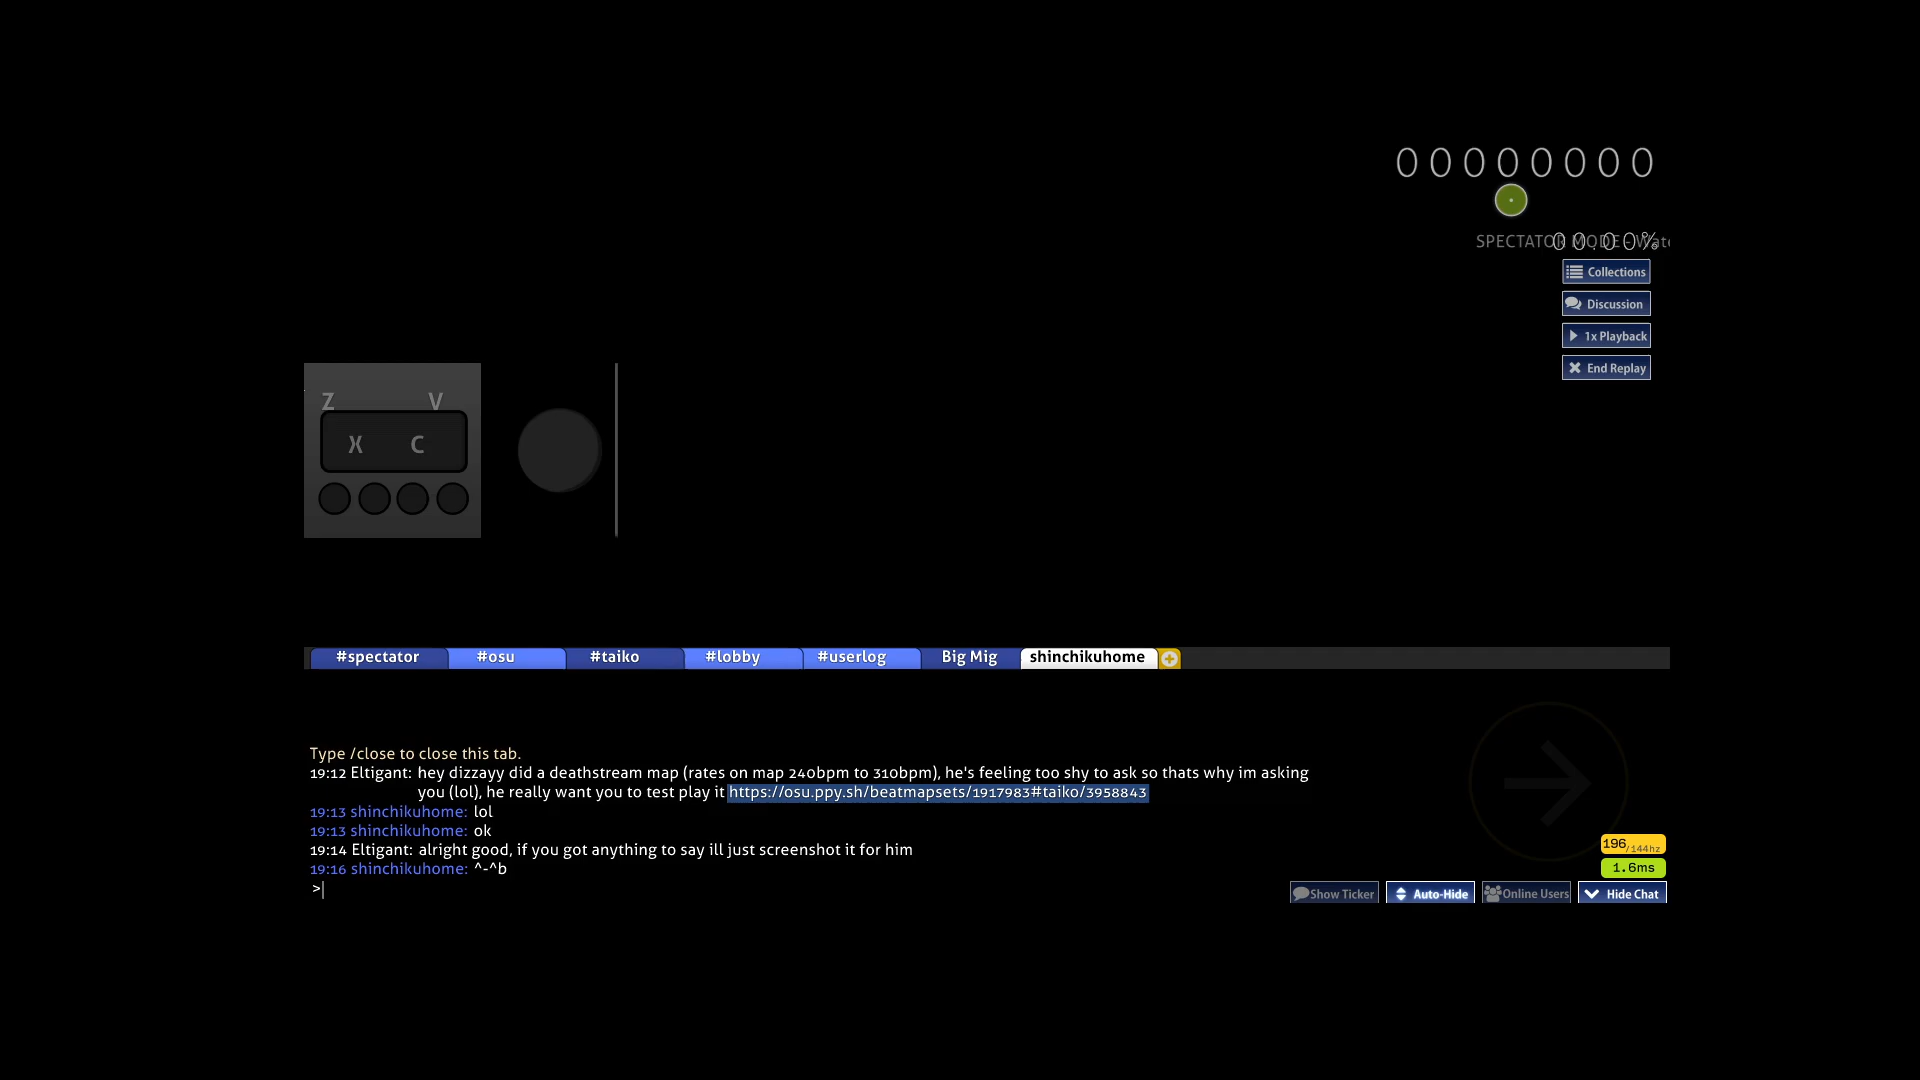 00000000
SPECTATOR MODE - Watc
00.00%
Collections
Discussion
1x Playback
End Replay
Z V
X C
#spectator #osu #taiko #lobby #userlog Big Mig shinchikuhome
Type /close to close this tab.
19:12 Eltigant: hey dizzayy did a deathstream map (rates on map 240bpm to 310bpm), he's feeling too shy to ask so thats why im asking
you (lol), he really want you to test play it https://osu.ppy.sh/beatmapsets/1917983#taiko/3958843
19:13 shinchikuhome: lol
19:13 shinchikuhome: ok
19:14 Eltigant: alright good, if you got anything to say ill just screenshot it for him
19:16 shinchikuhome: ^-^b
>
196/144hz
1.6ms
Show Ticker Auto-Hide Online Users Hide Chat